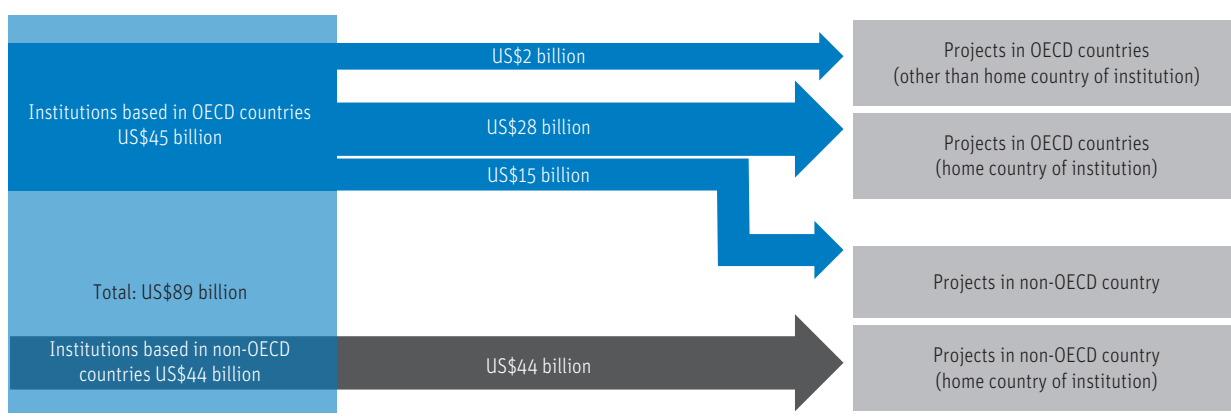 US$2 billion
Projects in OECD countries
(other than home country of institution)
Institutions based in OECD countries
US$45 billion
US$28 billion
Projects in OECD countries
(home country of institution)
US$15 billion
Projects in non-OECD country
Total: US$89 billion
Institutions based in non-OECD
countries US$44 billion
US$44 billion
Projects in non-OECD country
(home country of institution)